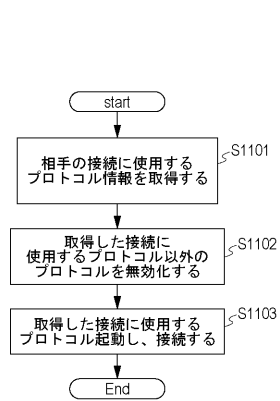 start
S1101
相手の接続に使用する
プロトコル情報を取得する
S1102
取得した接続に
使用するプロトコル以外の
プロトコルを無効化する
S1103
取得した接続に使用する
プロトコル起動し、接続する
End